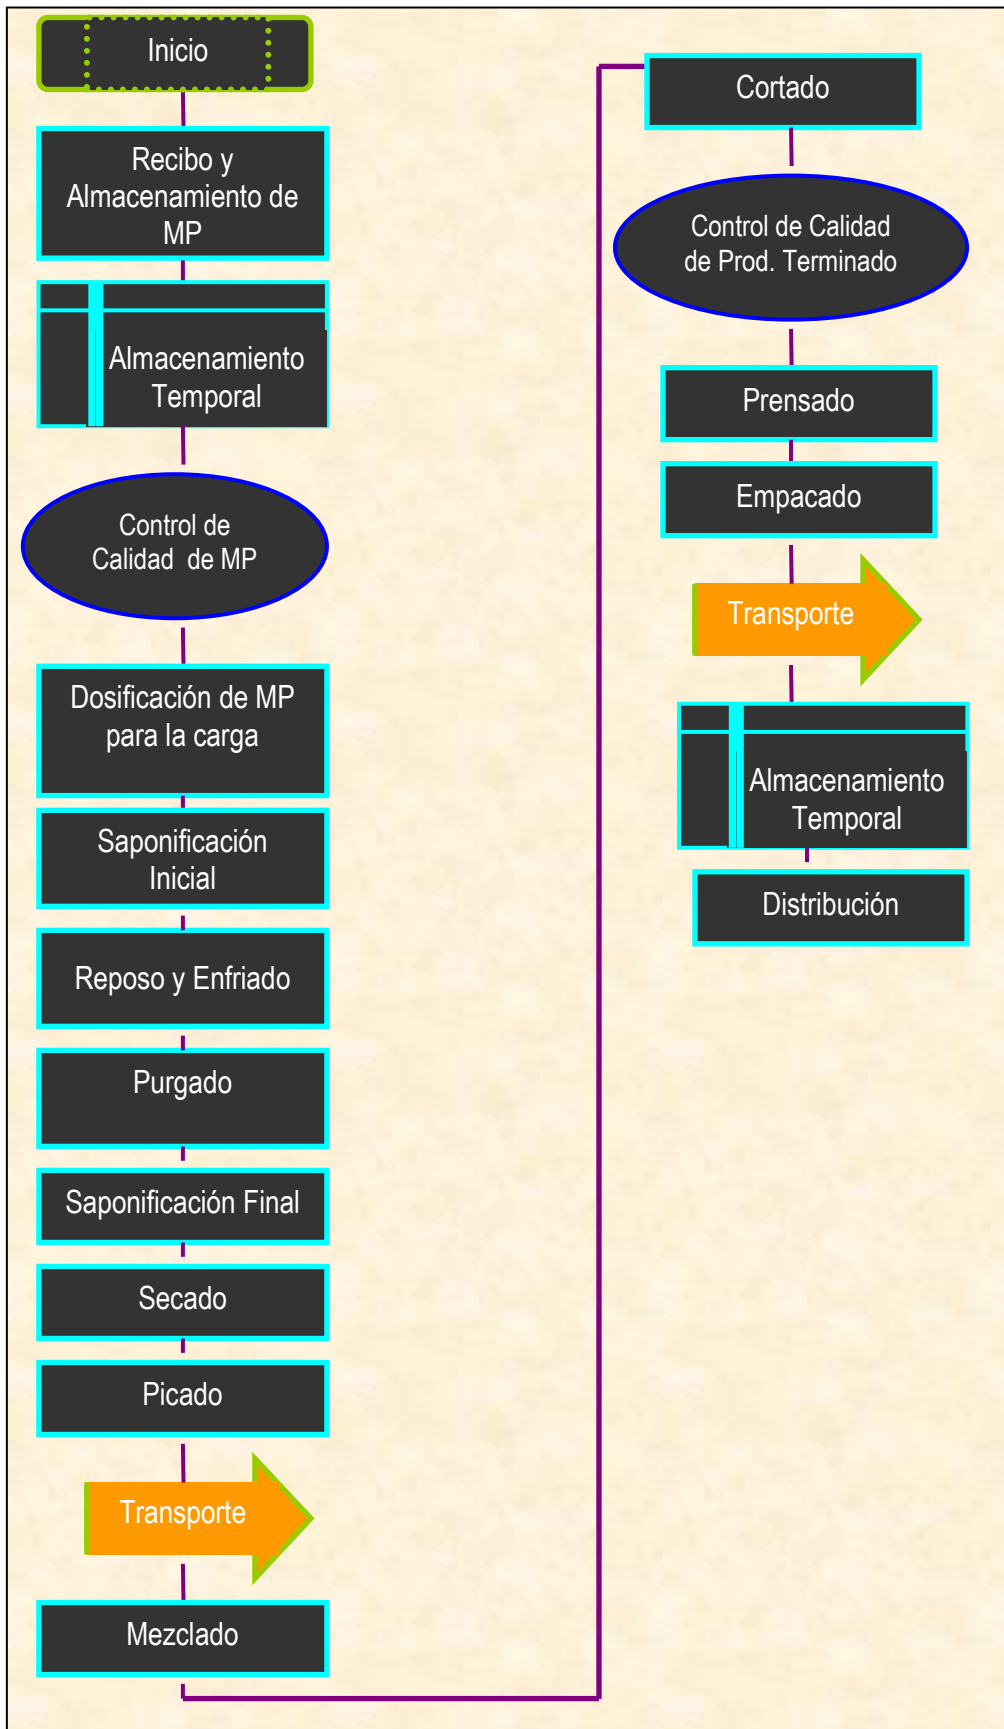 Inicio
Recibo y
Almacenamiento de
MP
Almacenamiento
Temporal
Control de
Calidad  de MP
Dosificación de MP
para la carga
Saponificación
Inicial
Reposo y Enfriado
Purgado
Saponificación Final
Secado
Picado
Transporte
Mezclado
Cortado
Control de Calidad
de Prod. Terminado
Prensado
Empacado
Transporte
Almacenamiento
Temporal
Distribución